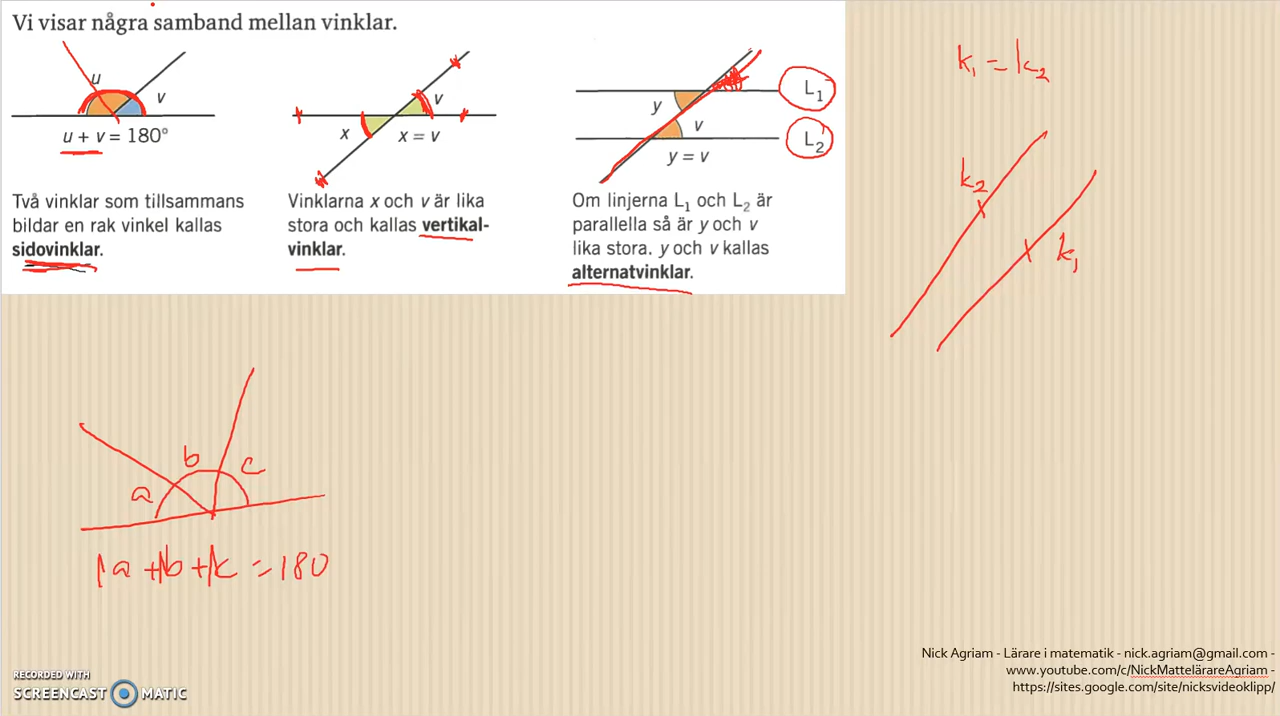 Vi visar några samband mellan vinklar.
u
v
u + v = 180°
Två vinklar som tillsammans
bildar en rak vinkel kallas
sidovinklar.
v
x
x = v
Vinklarna x och v är lika
stora och kallas vertikal-
vinklar.
y
v
y = v
L₁
L₂
Om linjerna L₁ och L₂ är
parallella så är y och v
lika stora. y och v kallas
alternatvinklar.
k₁ = k₂
k₂
k₁
b
c
a
a + b + c = 180
Nick Agriam - Lärare i matematik - nick.agriam@gmail.com -
www.youtube.com/c/NickMattelärareAgriam -
https://sites.google.com/site/nicksvideoklipp/
RECORDED WITH
SCREENCAST MATIC